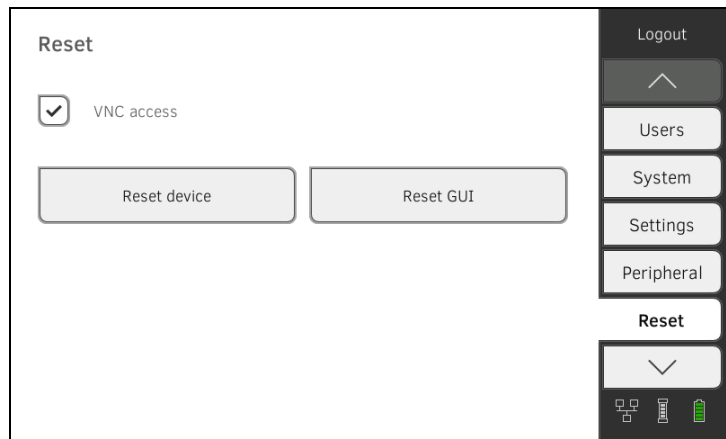 Reset
VNC access
Reset device
Reset GUI
Logout
Users
System
Settings
Peripheral
Reset